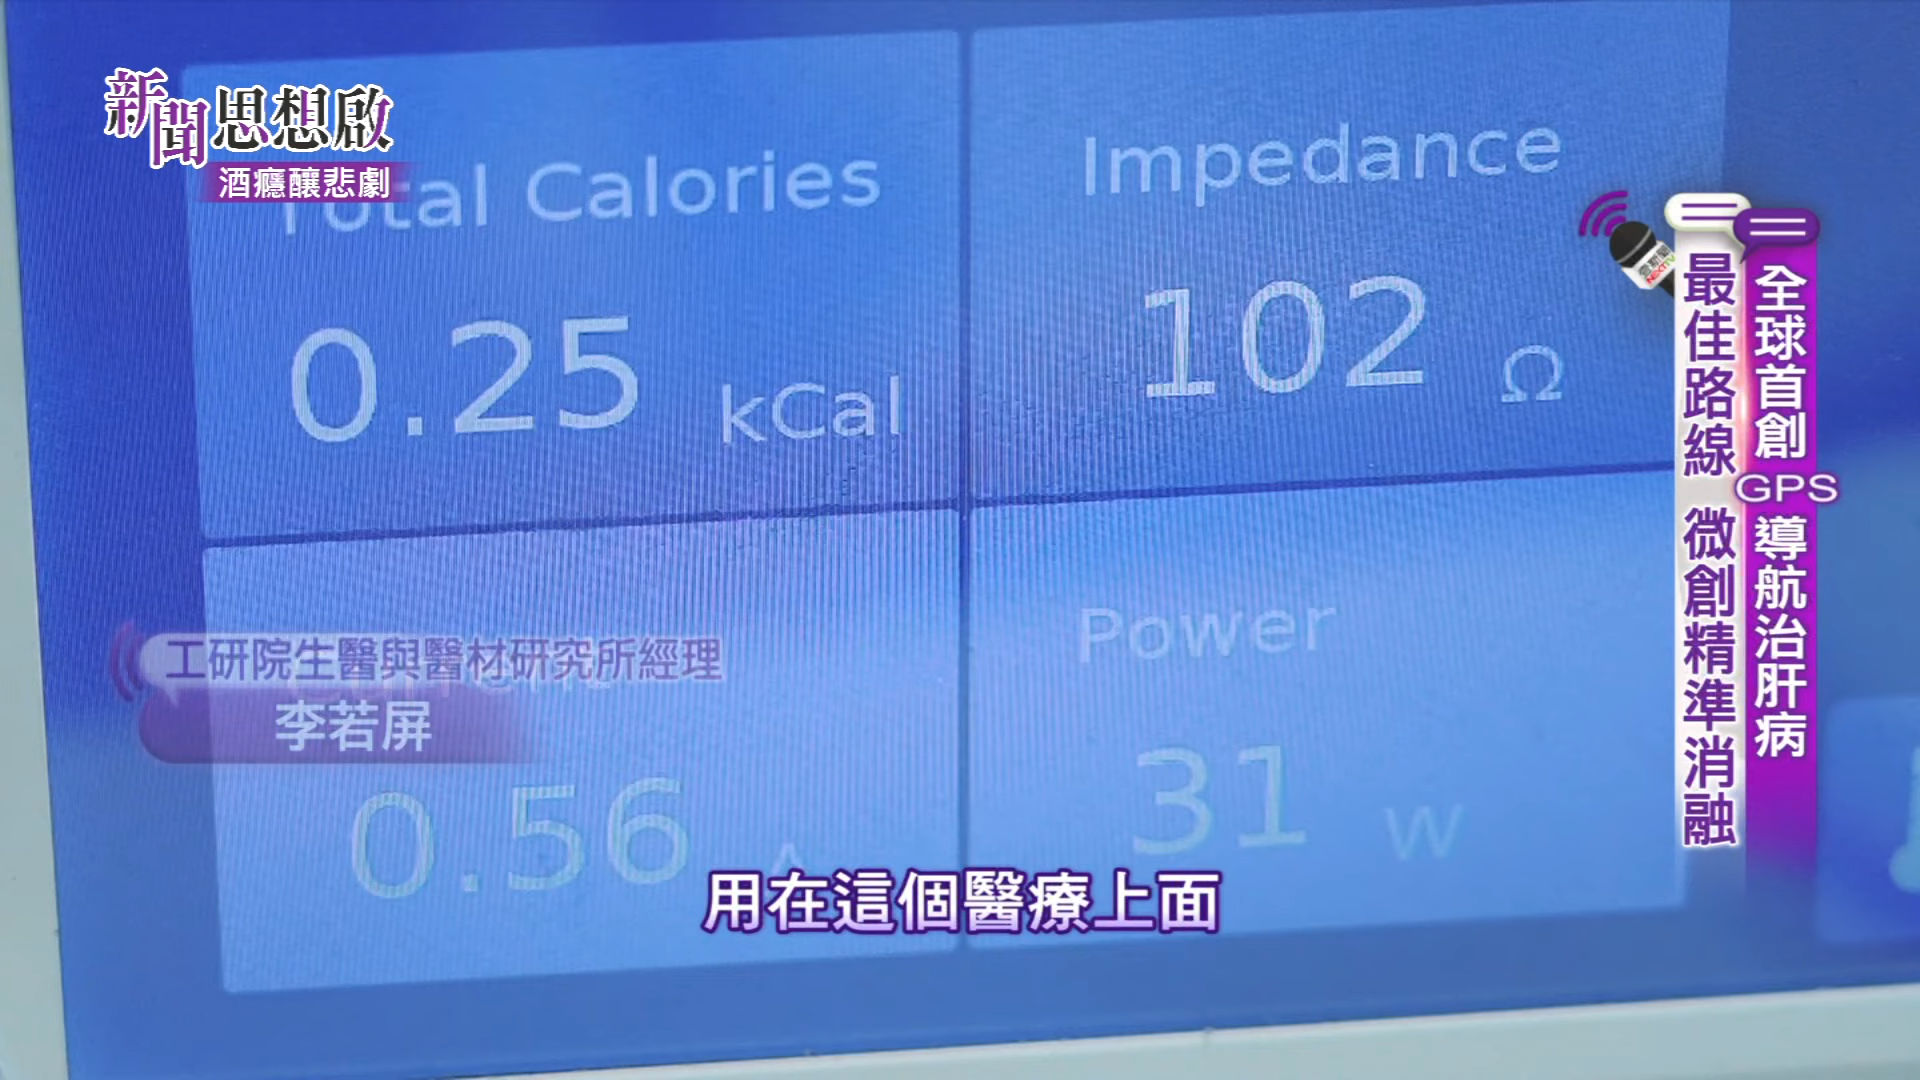 新聞思想啟
酒癮釀悲劇
Total Calories
0.25 kCal
Impedance
102 Ω
全球首創GPS導航治肝病
最佳路線 微創精準消融
工研院生醫與醫材研究所經理
李若屏
0.56 A
Power
31 W
用在這個醫療上面